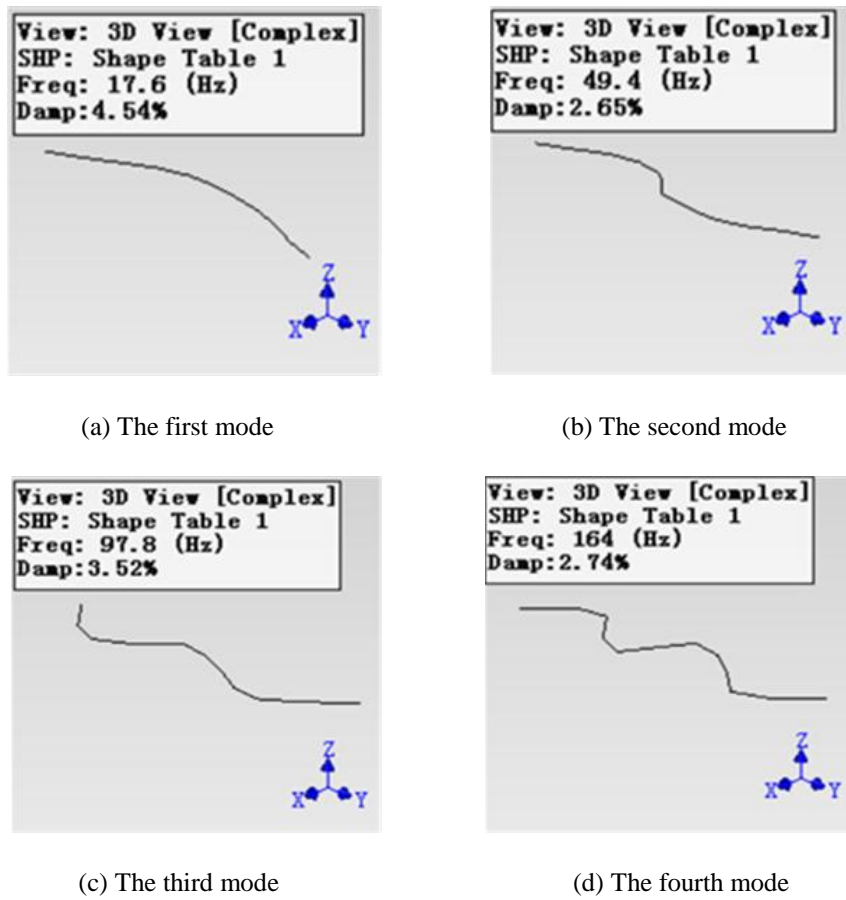 View: 3D View [Complex]
SHP: Shape Table 1
Freq: 17.6 (Hz)
Damp:4.54%
Z
X
Y
(a) The first mode
View: 3D View [Complex]
SHP: Shape Table 1
Freq: 49.4 (Hz)
Damp:2.65%
Z
X
Y
(b) The second mode
View: 3D View [Complex]
SHP: Shape Table 1
Freq: 97.8 (Hz)
Damp:3.52%
Z
X
Y
(c) The third mode
View: 3D View [Complex]
SHP: Shape Table 1
Freq: 164 (Hz)
Damp:2.74%
Z
X
Y
(d) The fourth mode